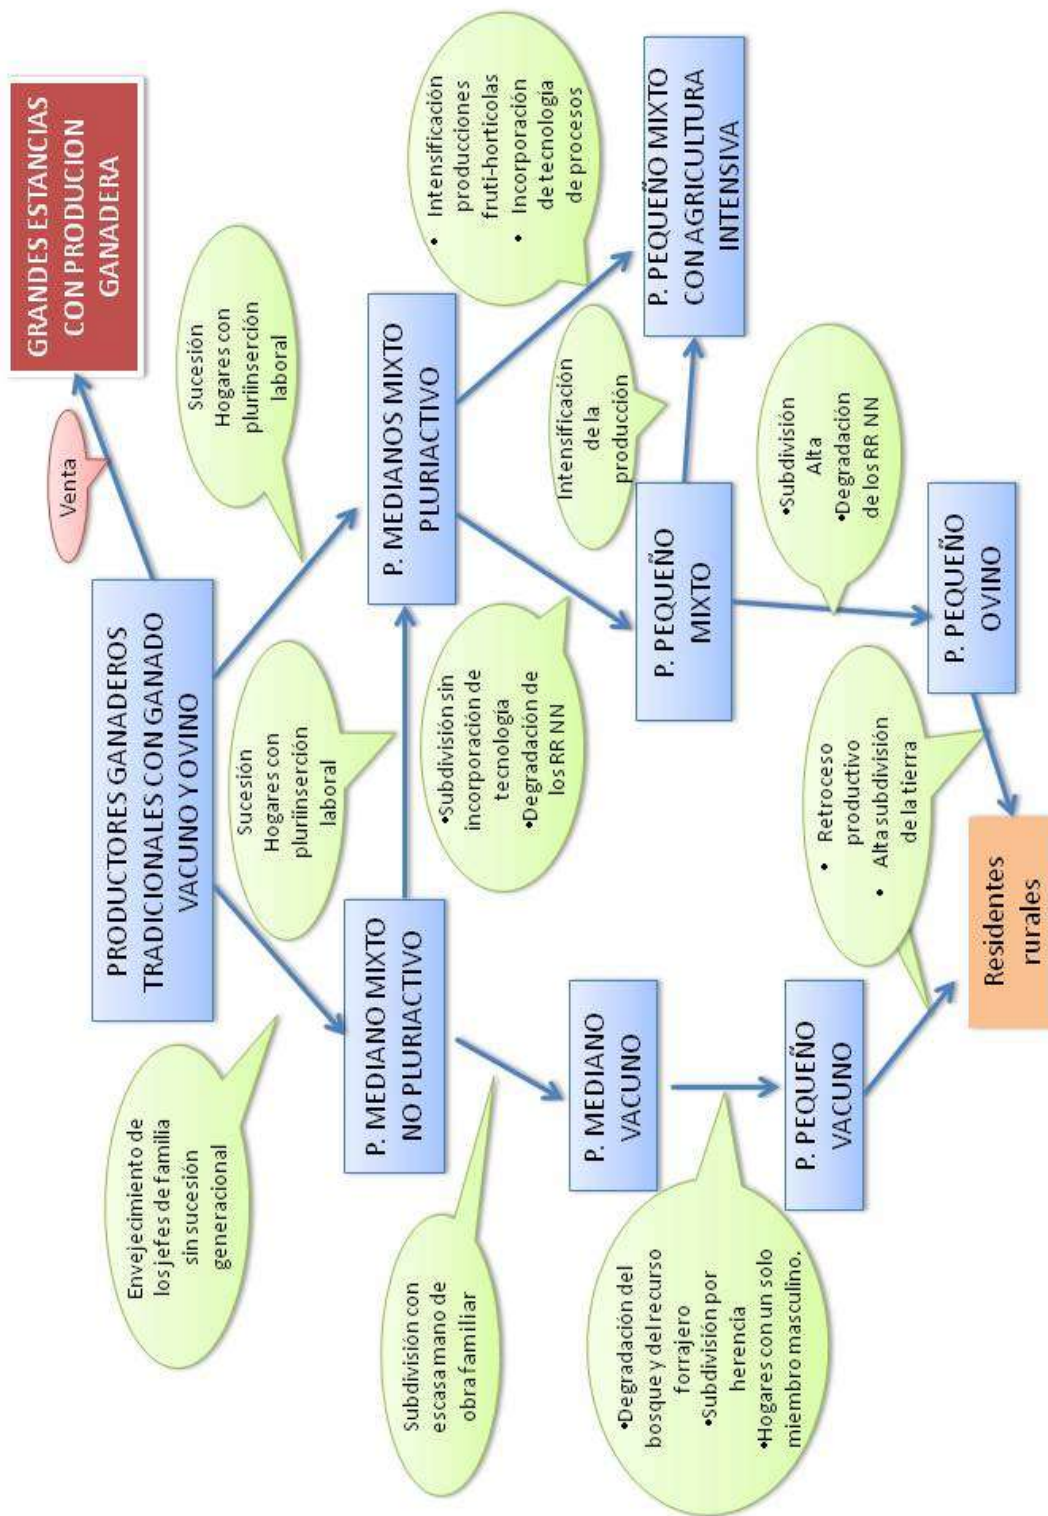 GRANDES ESTANCIAS
CON PRODUCION
GANADERA
Venta
PRODUCTORES GANADEROS
TRADICIONALES CON GANADO
VACUNO Y OVINO
Envejecimiento de
los jefes de familia
sin sucesión
generacional
Sucesión
Hogares con
pluriinserción
laboral
Sucesión
Hogares con
pluriinserción
laboral
P. MEDIANO MIXTO
NO PLURIACTIVO
P. MEDIANOS MIXTO
PLURIACTIVO
• Intensificación
producciones
fruti-horticolas
• Incorporación
de tecnología
de procesos
Subdivisión con
escasa mano de
obra familiar
•Subdivisión sin
incorporación de
tecnología
•Degradación de
los RR NN
Intensificación
de la
producción
P. MEDIANO
VACUNO
P. PEQUEÑO
MIXTO
P. PEQUEÑO MIXTO
CON AGRICULTURA
INTENSIVA
•Degradación del
bosque y del recurso
forrajero
•Subdivisión por
herencia
•Hogares con un solo
miembro masculino.
•Subdivisión
Alta
•Degradación
de los RR NN
P. PEQUEÑO
VACUNO
• Retroceso
productivo
• Alta subdivisión
de la tierra
P. PEQUEÑO
OVINO
Residentes
rurales